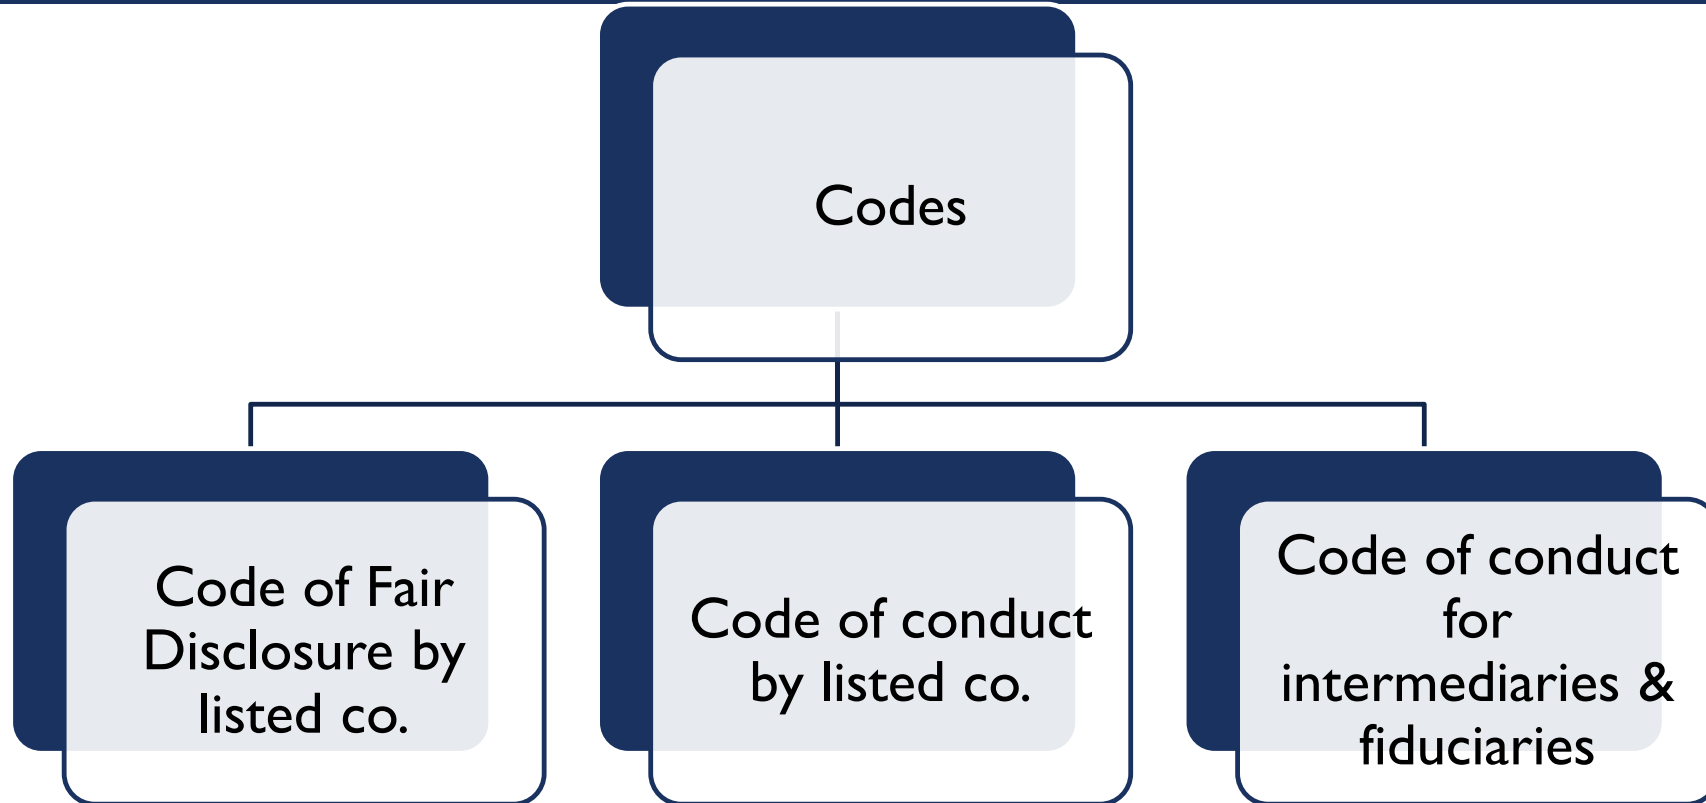 Codes
Code of Fair
Disclosure by
listed co.
Code of conduct
by listed co.
Code of conduct
for
intermediaries &
fiduciaries